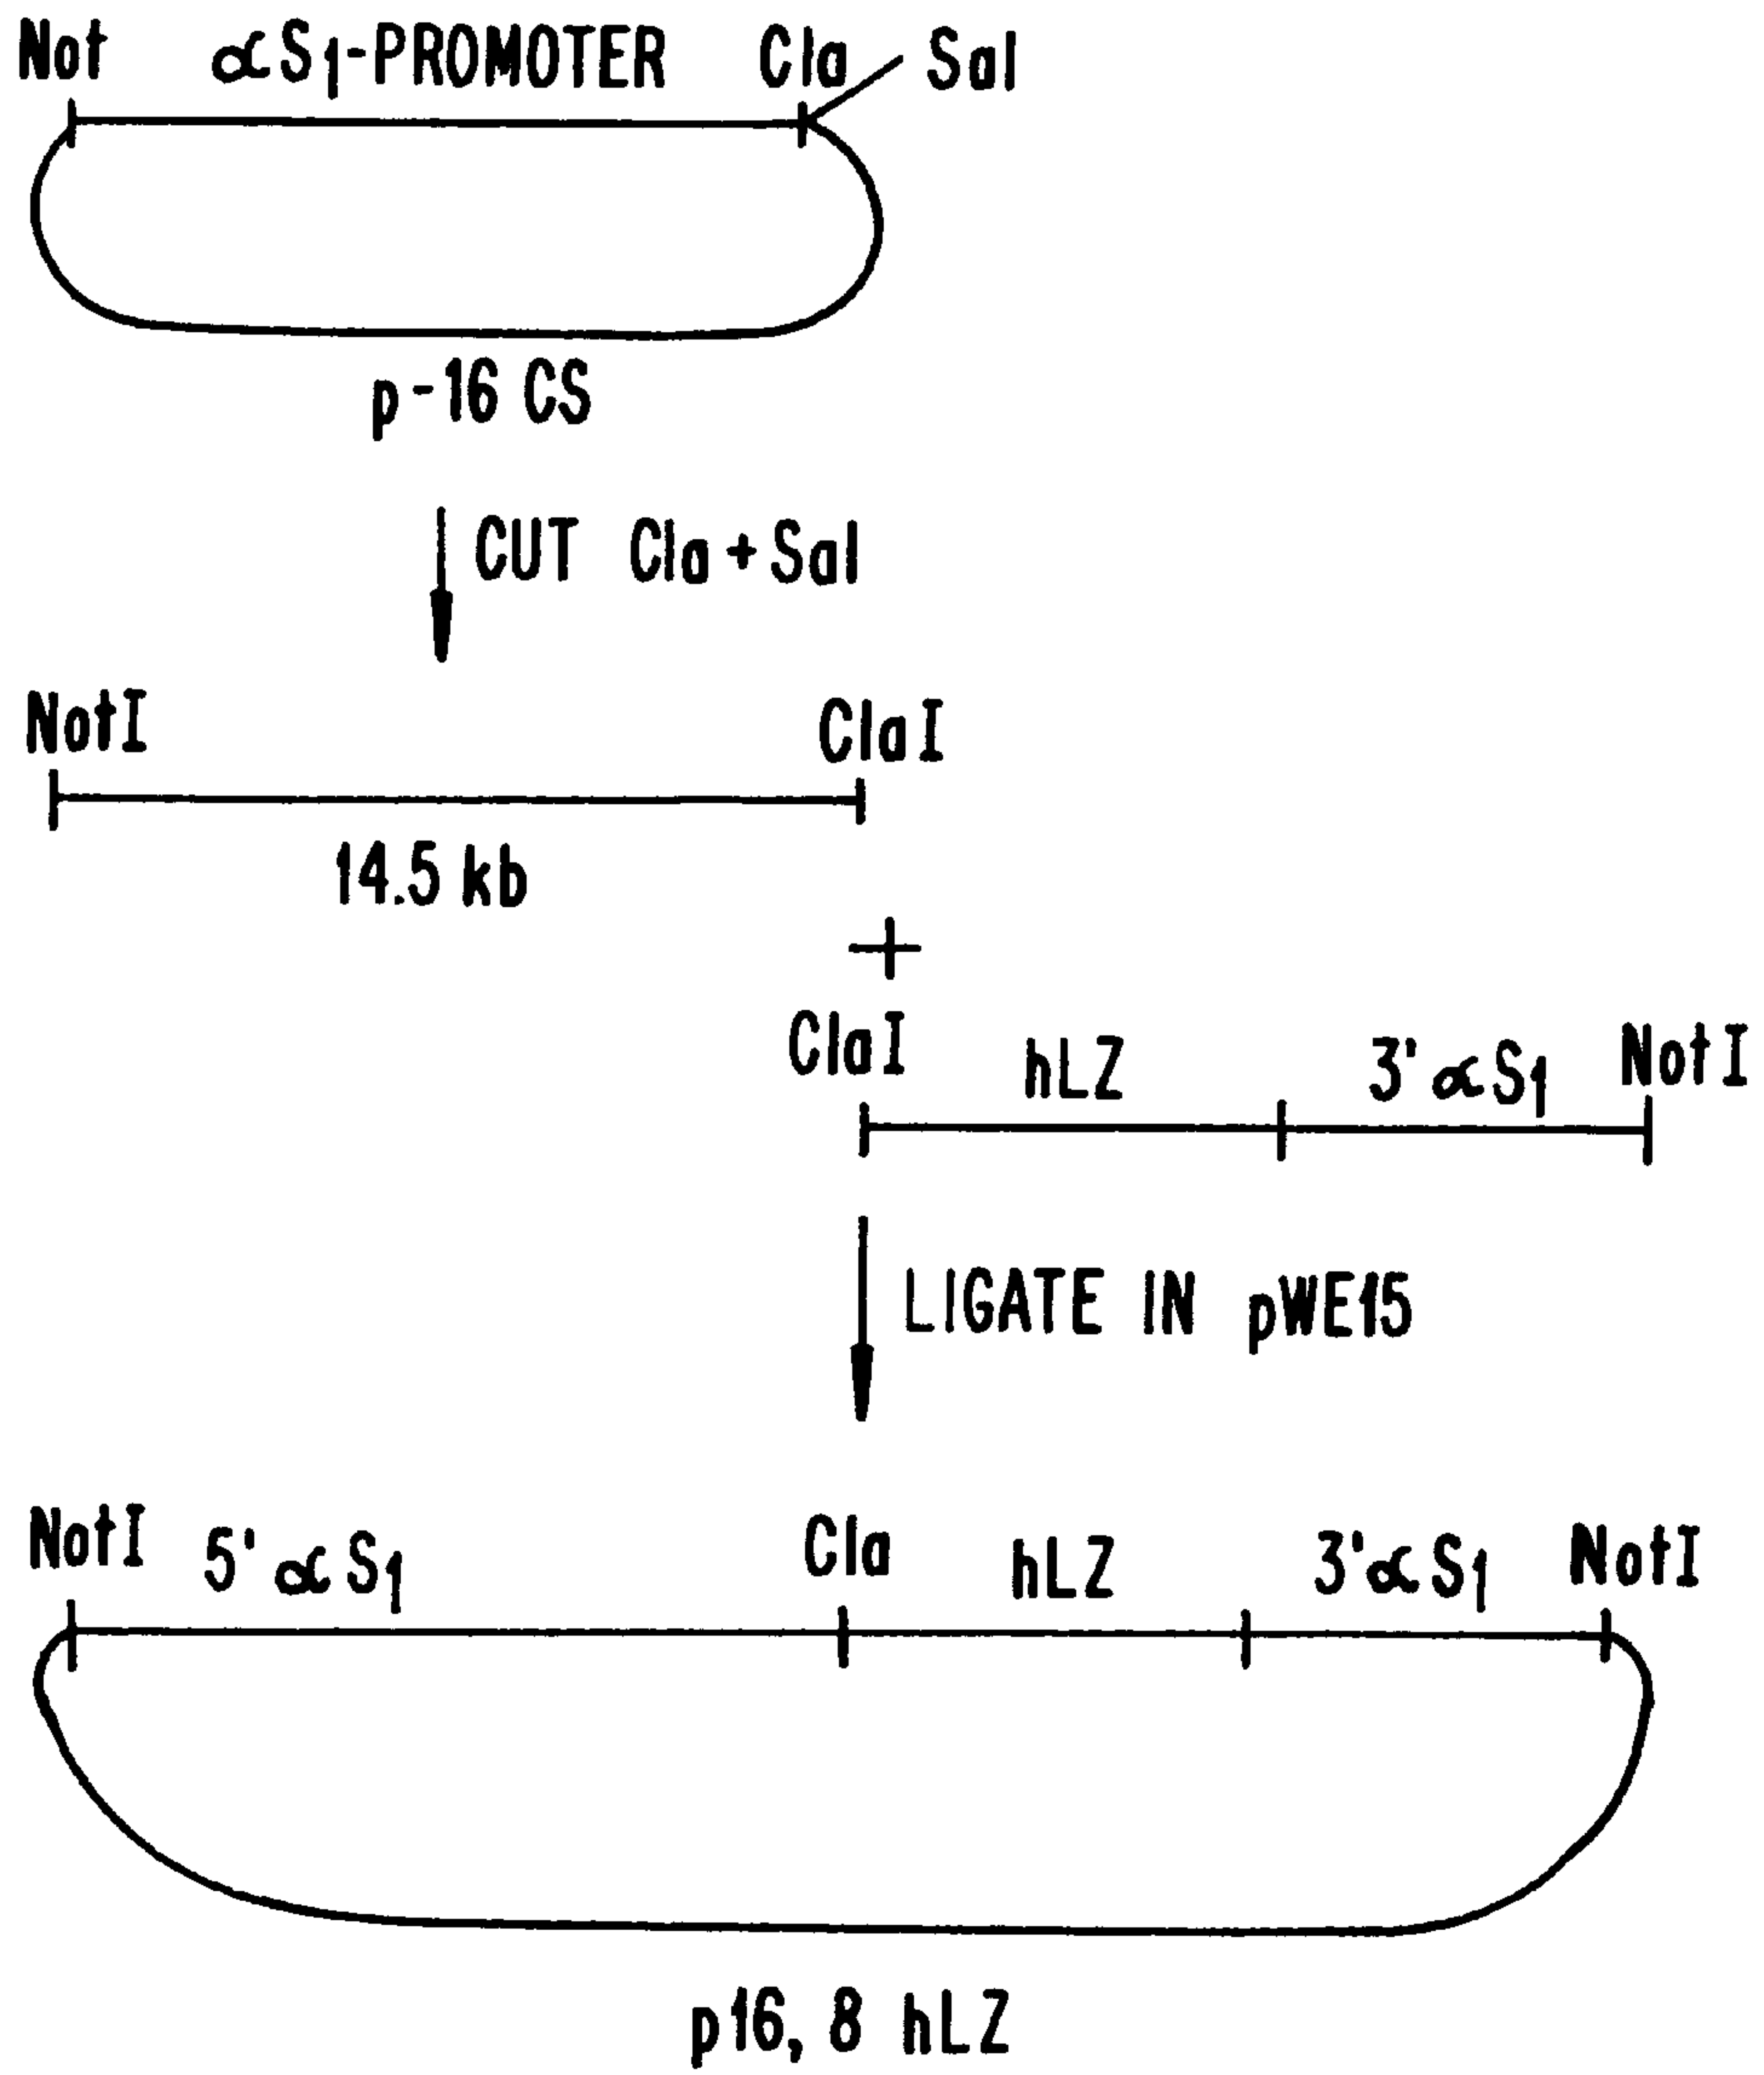 Not αS1-PROMOTER Cla Sal
p-16 CS
CUT Cla+Sal
NotI ClaI
14.5 kb
+
ClaI hLZ 3' αS1 NotI
LIGATE IN pWE15
NotI 5' αS1 Cla hLZ 3'αS1 NotI
p16, 8 hLZ